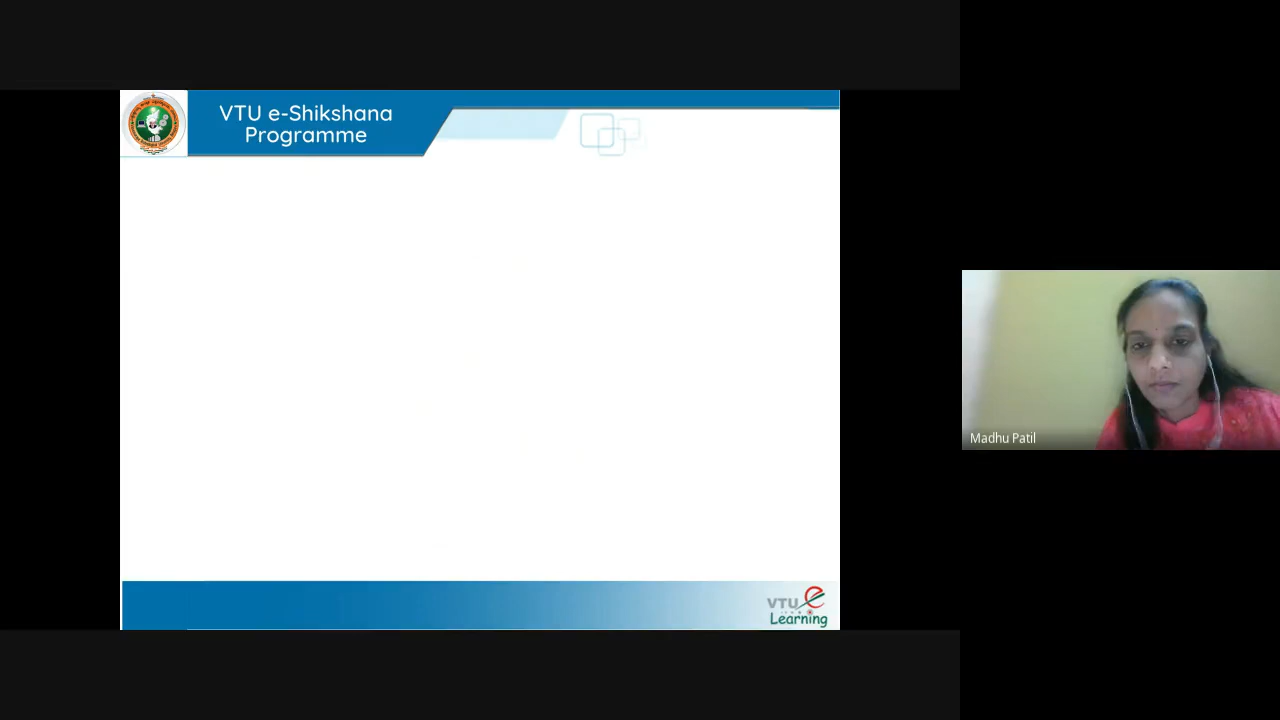 VTU e-Shikshana
Programme
Madhu Patil
VTU e
Learning